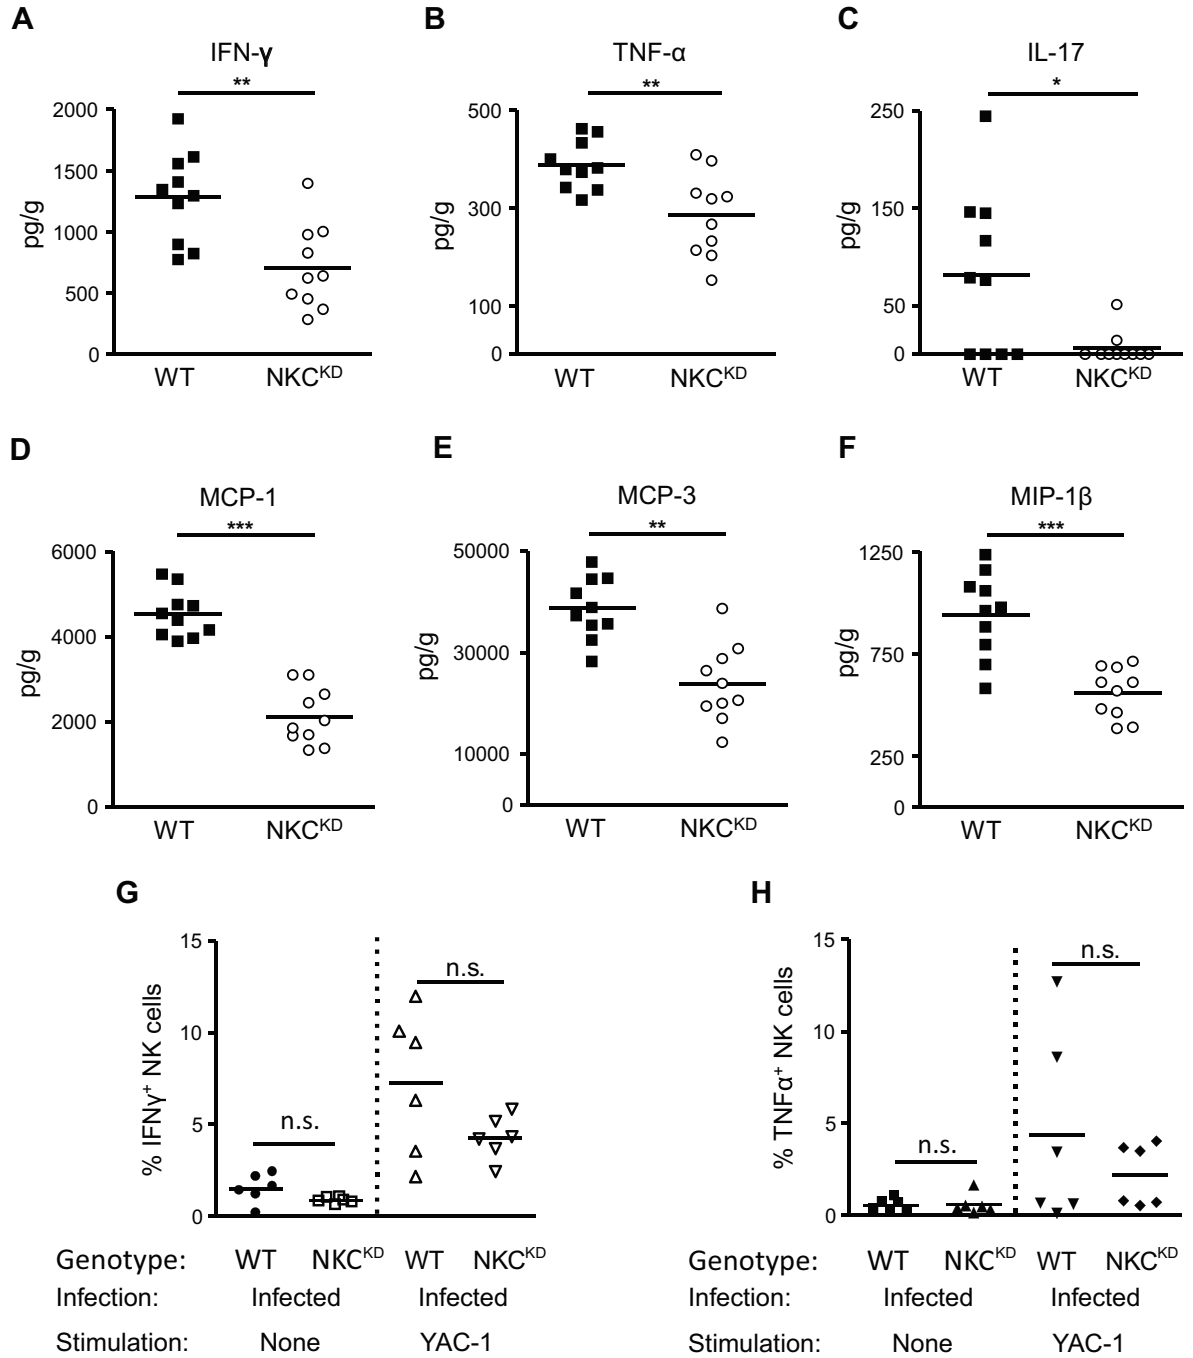 A
IFN-γ
**
2000
1500
1000
500
0
pg/g
WT NKC^KD
B
TNF-α
**
500
300
100
0
pg/g
WT NKC^KD
C
IL-17
*
250
150
50
0
pg/g
WT NKC^KD
D
MCP-1
***
6000
4000
2000
0
pg/g
WT NKC^KD
E
MCP-3
**
50000
30000
10000
0
pg/g
WT NKC^KD
F
MIP-1β
***
1250
750
250
0
pg/g
WT NKC^KD
G
15
10
5
0
% IFNγ⁺ NK cells
n.s.
n.s.
Genotype: WT NKC^KD WT NKC^KD
Infection: Infected Infected
Stimulation: None YAC-1
H
15
10
5
0
% TNFα⁺ NK cells
n.s.
n.s.
Genotype: WT NKC^KD WT NKC^KD
Infection: Infected Infected
Stimulation: None YAC-1